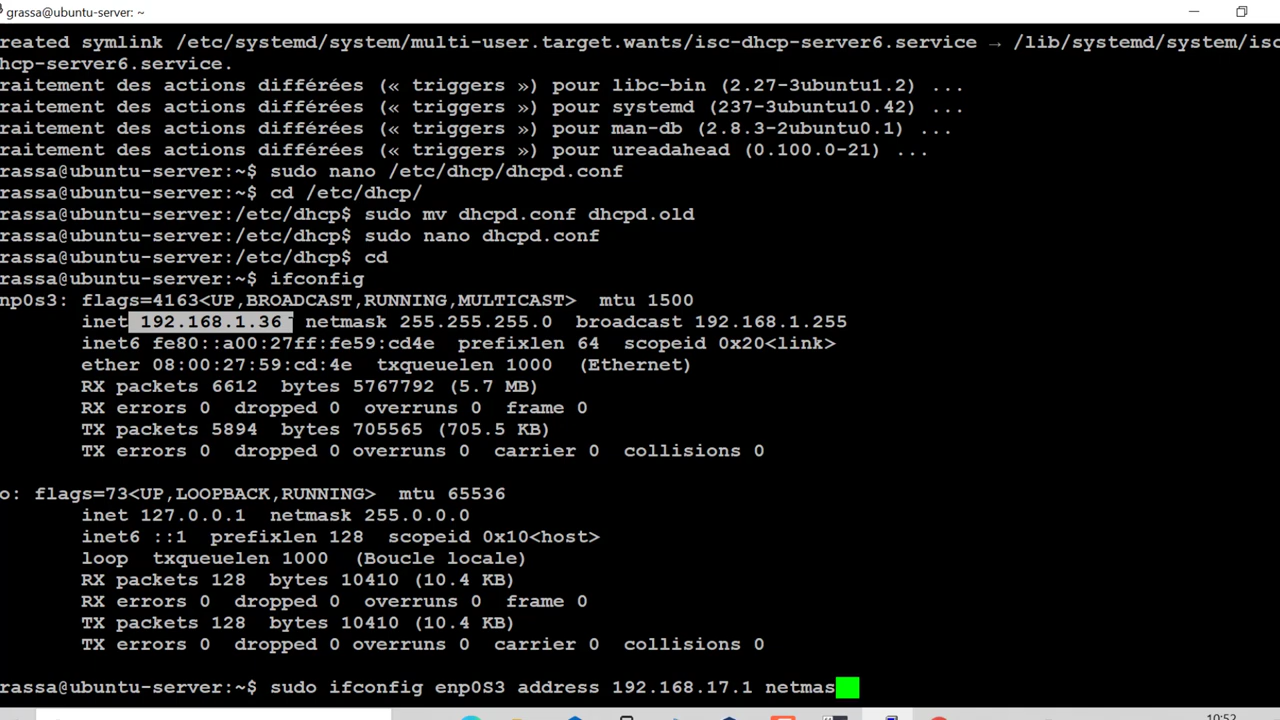 grassa@ubuntu-server: ~
reated symlink /etc/systemd/system/multi-user.target.wants/isc-dhcp-server6.service → /lib/systemd/system/isc
hcp-server6.service.
raitement des actions différées (« triggers ») pour libc-bin (2.27-3ubuntu1.2) ...
raitement des actions différées (« triggers ») pour systemd (237-3ubuntu10.42) ...
raitement des actions différées (« triggers ») pour man-db (2.8.3-2ubuntu0.1) ...
raitement des actions différées (« triggers ») pour ureadahead (0.100.0-21) ...
rassa@ubuntu-server:~$ sudo nano /etc/dhcp/dhcpd.conf
rassa@ubuntu-server:~$ cd /etc/dhcp/
rassa@ubuntu-server:/etc/dhcp$ sudo mv dhcpd.conf dhcpd.old
rassa@ubuntu-server:/etc/dhcp$ sudo nano dhcpd.conf
rassa@ubuntu-server:/etc/dhcp$ cd
rassa@ubuntu-server:~$ ifconfig
np0s3: flags=4163<UP,BROADCAST,RUNNING,MULTICAST>  mtu 1500
inet 192.168.1.36  netmask 255.255.255.0  broadcast 192.168.1.255
inet6 fe80::a00:27ff:fe59:cd4e  prefixlen 64  scopeid 0x20<link>
ether 08:00:27:59:cd:4e  txqueuelen 1000  (Ethernet)
RX packets 6612  bytes 5767792 (5.7 MB)
RX errors 0  dropped 0  overruns 0  frame 0
TX packets 5894  bytes 705565 (705.5 KB)
TX errors 0  dropped 0 overruns 0  carrier 0  collisions 0
o: flags=73<UP,LOOPBACK,RUNNING>  mtu 65536
inet 127.0.0.1  netmask 255.0.0.0
inet6 ::1  prefixlen 128  scopeid 0x10<host>
loop  txqueuelen 1000  (Boucle locale)
RX packets 128  bytes 10410 (10.4 KB)
RX errors 0  dropped 0  overruns 0  frame 0
TX packets 128  bytes 10410 (10.4 KB)
TX errors 0  dropped 0 overruns 0  carrier 0  collisions 0
rassa@ubuntu-server:~$ sudo ifconfig enp0S3 address 192.168.17.1 netmas
10:52